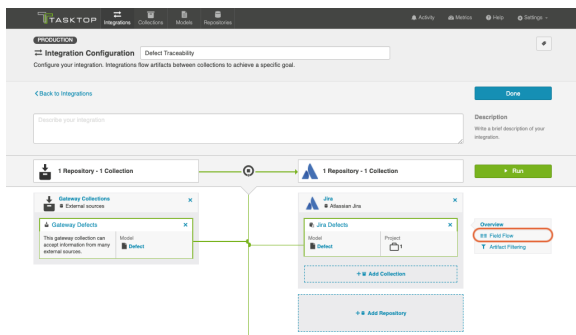 TASKTOP
Integrations
Collections
Models
Repositories
Activity
Metrics
Help
Settings
PRODUCTION
Integration Configuration
Defect Traceability
Configure your integration. Integrations flow artifacts between collections to achieve a specific goal.
Back to Integrations
Done
Describe your integration
Description
Write a brief description of your
integration.
1 Repository - 1 Collection
1 Repository - 1 Collection
Run
Gateway Collections
External sources
Gateway Defects
This gateway collection can
accept information from many
external sources.
Model
Defect
Jira
Atlassian Jira
Jira Defects
Model
Defect
Project
1
+ Add Collection
+ Add Repository
Overview
Field Flow
Artifact Filtering